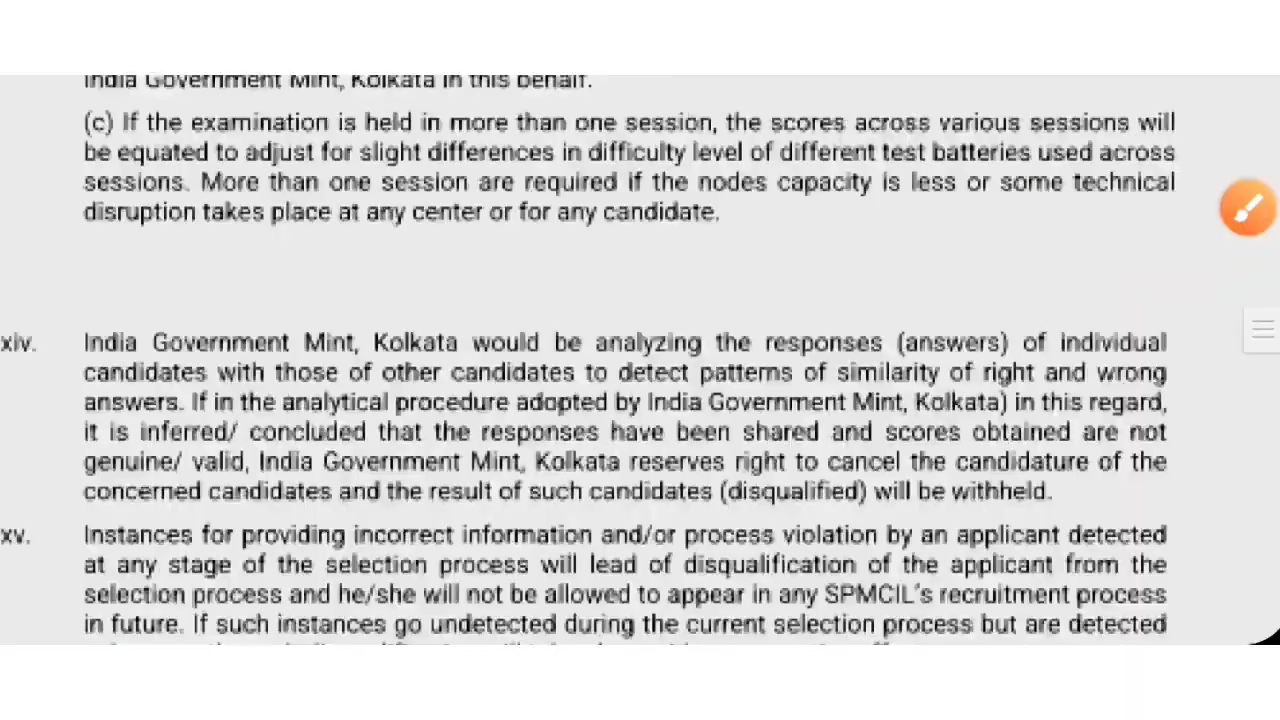 India Government Mint, Kolkata in this behalf.
(c) If the examination is held in more than one session, the scores across various sessions will
be equated to adjust for slight differences in difficulty level of different test batteries used across
sessions. More than one session are required if the nodes capacity is less or some technical
disruption takes place at any center or for any candidate.
xiv. India Government Mint, Kolkata would be analyzing the responses (answers) of individual
candidates with those of other candidates to detect patterns of similarity of right and wrong
answers. If in the analytical procedure adopted by India Government Mint, Kolkata) in this regard,
it is inferred/ concluded that the responses have been shared and scores obtained are not
genuine/ valid, India Government Mint, Kolkata reserves right to cancel the candidature of the
concerned candidates and the result of such candidates (disqualified) will be withheld.
xv. Instances for providing incorrect information and/or process violation by an applicant detected
at any stage of the selection process will lead of disqualification of the applicant from the
selection process and he/she will not be allowed to appear in any SPMCIL's recruitment process
in future. If such instances go undetected during the current selection process but are detected